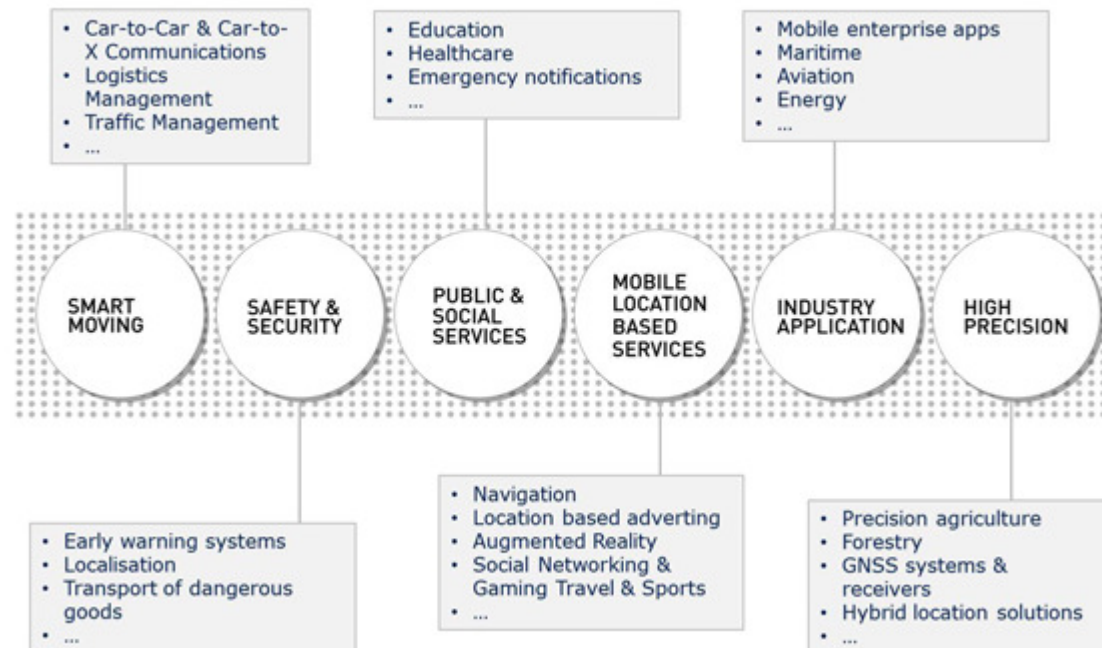 • Car-to-Car & Car-to-
X Communications
• Logistics
Management
• Traffic Management
• ...
• Education
• Healthcare
• Emergency notifications
• ...
• Mobile enterprise apps
• Maritime
• Aviation
• Energy
• ...
SMART
MOVING
SAFETY &
SECURITY
PUBLIC &
SOCIAL
SERVICES
MOBILE
LOCATION
BASED
SERVICES
INDUSTRY
APPLICATION
HIGH
PRECISION
• Early warning systems
• Localisation
• Transport of dangerous
goods
• ...
• Navigation
• Location based adverting
• Augmented Reality
• Social Networking &
Gaming Travel & Sports
• ...
• Precision agriculture
• Forestry
• GNSS systems &
receivers
• Hybrid location solutions
• ...